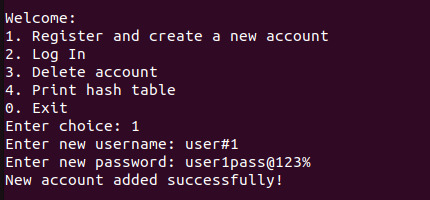 Welcome:
1. Register and create a new account
2. Log In
3. Delete account
4. Print hash table
0. Exit
Enter choice: 1
Enter new username: user#1
Enter new password: user1pass@123%
New account added successfully!